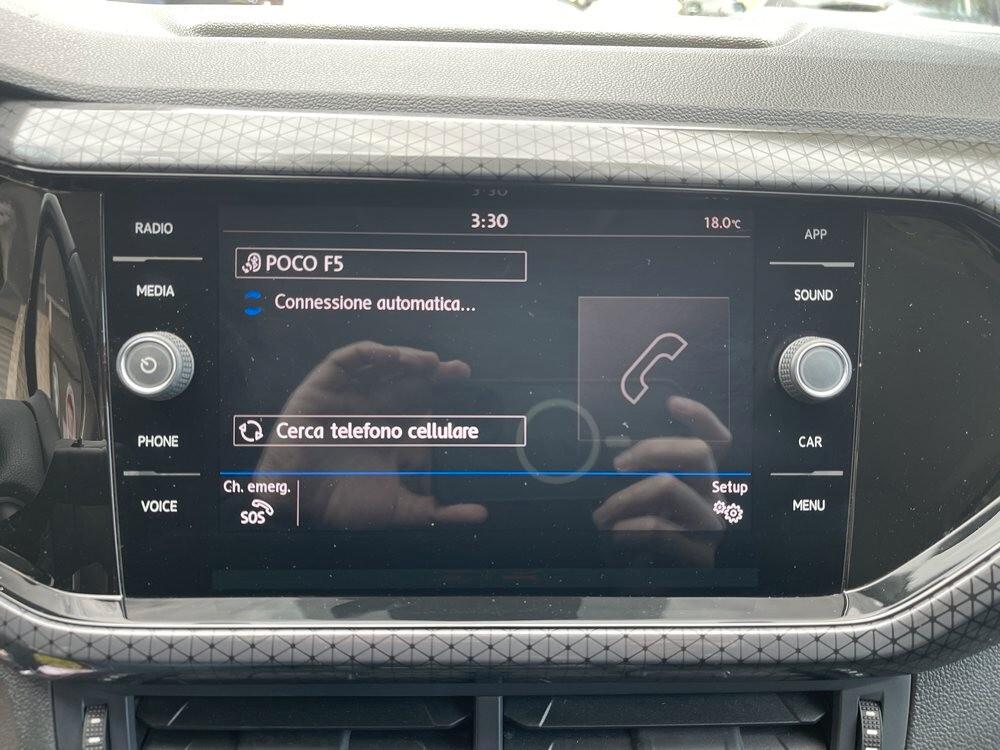 RADIO
MEDIA
PHONE
VOICE
3:30
18.0°C
POCO F5
Connessione automatica...
Cerca telefono cellulare
Ch. emerg.
SOS
Setup
APP
SOUND
CAR
MENU